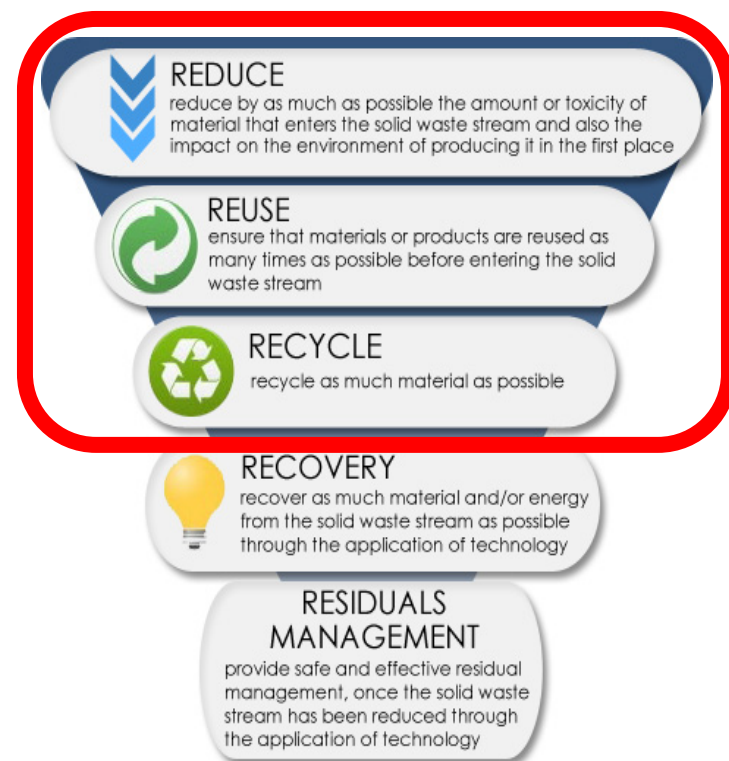 REDUCE
reduce by as much as possible the amount or toxicity of
material that enters the solid waste stream and also the
impact on the environment of producing it in the first place
REUSE
ensure that materials or products are reused as
many times as possible before entering the solid
waste stream
RECYCLE
recycle as much material as possible
RECOVERY
recover as much material and/or energy
from the solid waste stream as possible
through the application of technology
RESIDUALS
MANAGEMENT
provide safe and effective residual
management, once the solid waste
stream has been reduced through
the application of technology